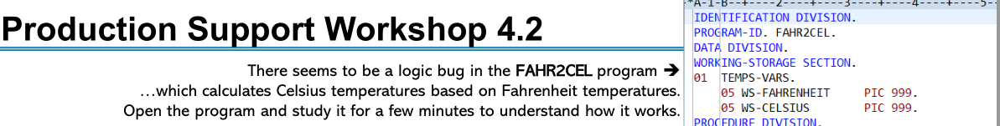 Production Support Workshop 4.2
There seems to be a logic bug in the FAHR2CEL program ➔
…which calculates Celsius temperatures based on Fahrenheit temperatures.
Open the program and study it for a few minutes to understand how it works.
*A-1-B--+----2----+----3----+----4----+----5--
IDENTIFICATION DIVISION.
PROGRAM-ID. FAHR2CEL.
DATA DIVISION.
WORKING-STORAGE SECTION.
01  TEMPS-VARS.
05 WS-FAHRENHEIT     PIC 999.
05 WS-CELSIUS        PIC 999.
PROCEDURE DIVISION.